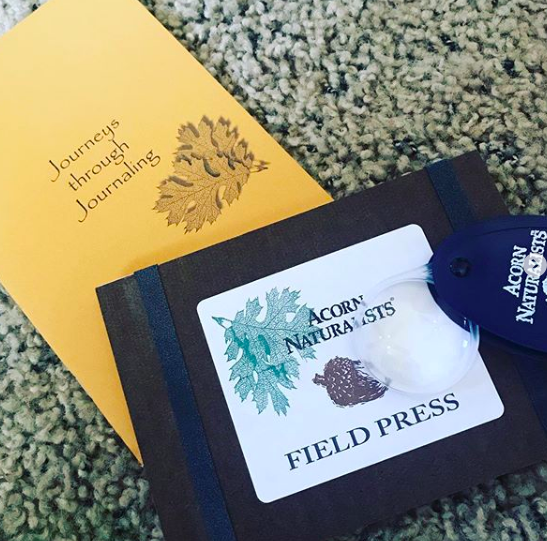 Journeys
through
Journaling
ACORN
NATURALISTS®
FIELD PRESS
ACORN
NATURALISTS